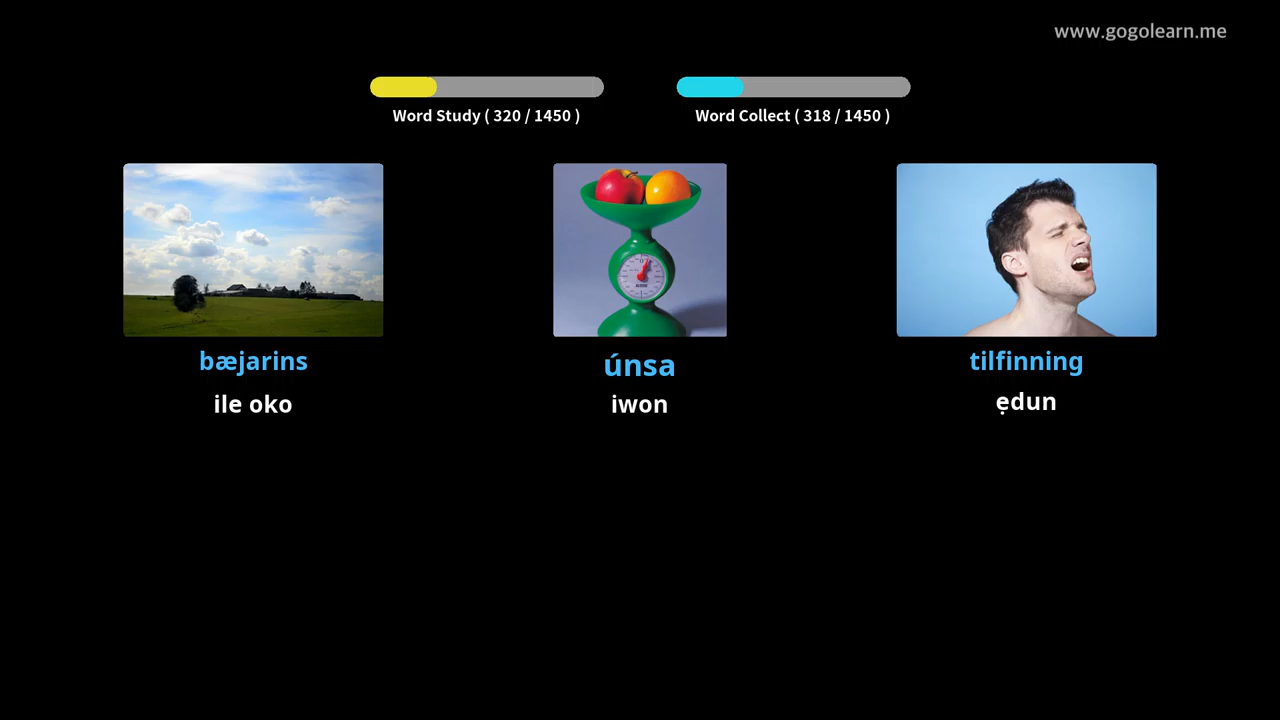 www.gogolearn.me
Word Study ( 320 / 1450 )
Word Collect ( 318 / 1450 )
bæjarins
ile oko
únsa
iwon
tilfinning
ẹdun